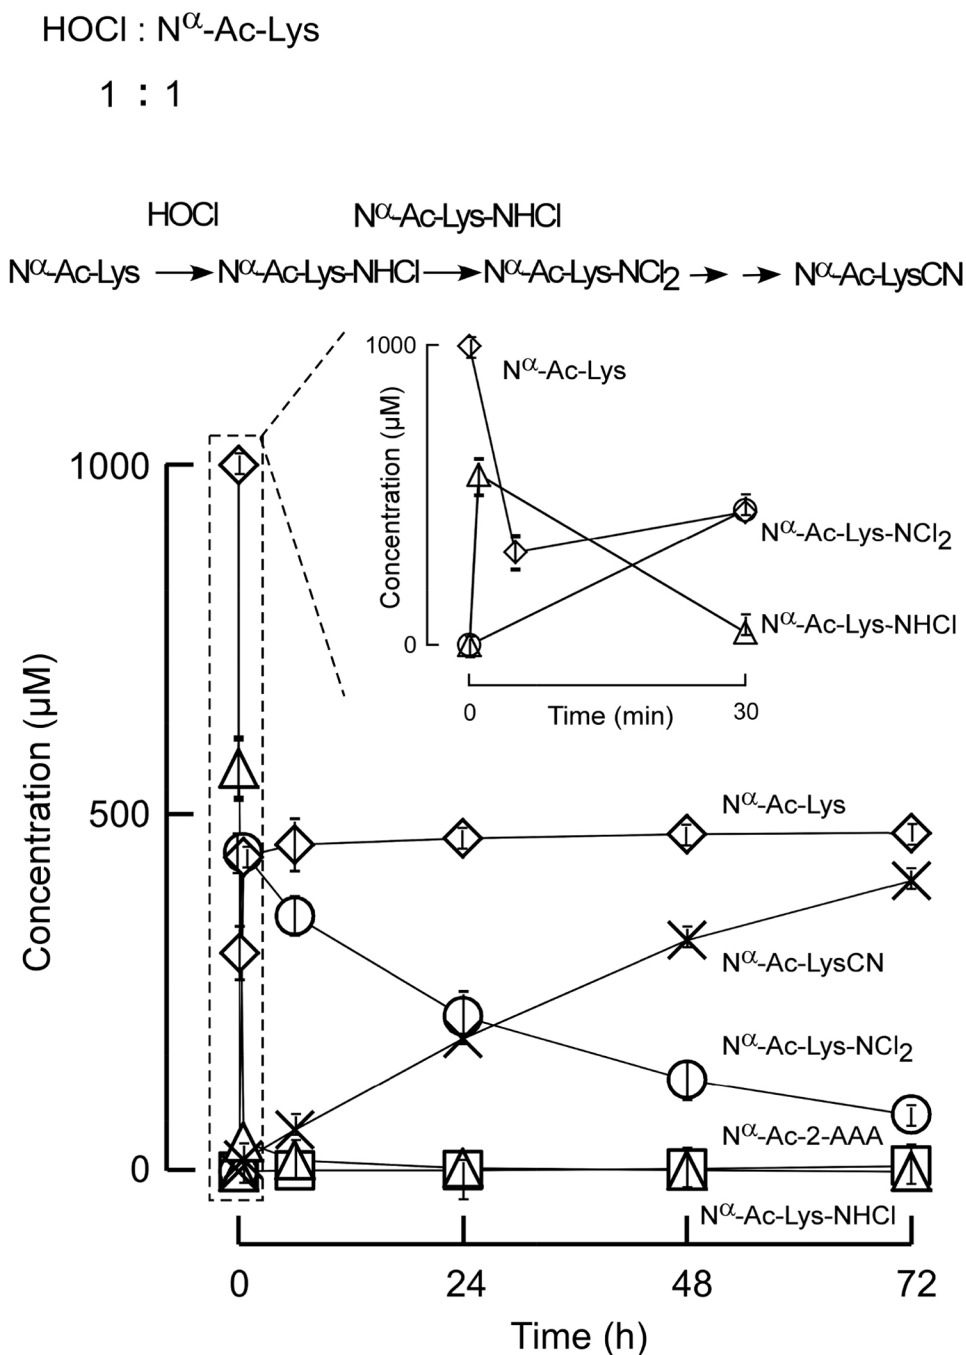 HOCl : Nα-Ac-Lys
1 : 1
HOCl Nα-Ac-Lys-NHCl
Nα-Ac-Lys → Nα-Ac-Lys-NHCl → Nα-Ac-Lys-NCl2 → → Nα-Ac-LysCN
1000
Nα-Ac-Lys
Concentration (μM)
Nα-Ac-Lys-NCl2
Nα-Ac-Lys-NHCl
0
0 Time (min) 30
1000
500
0
Concentration (μM)
Nα-Ac-Lys
Nα-Ac-LysCN
Nα-Ac-Lys-NCl2
Nα-Ac-2-AAA
Nα-Ac-Lys-NHCl
0 24 48 72
Time (h)